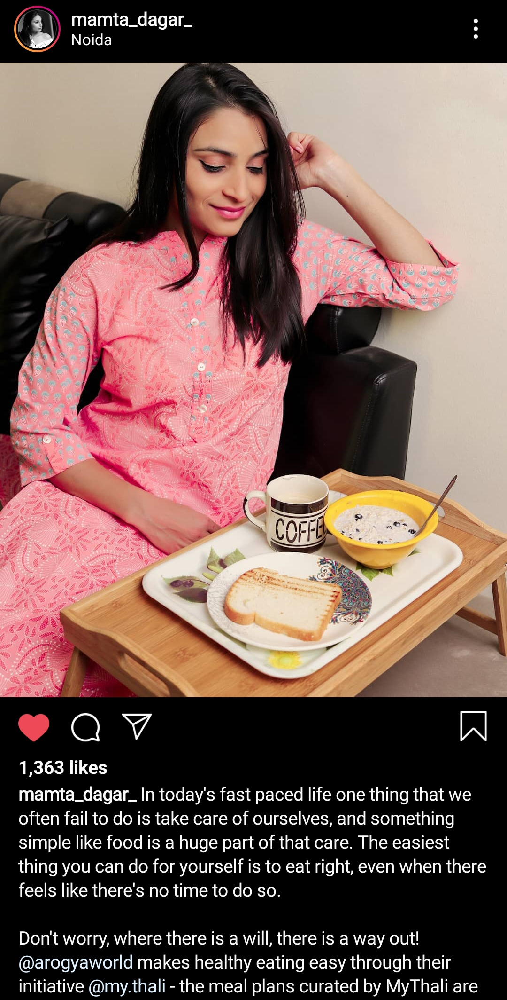 mamta_dagar_
Noida
COFFEE
1,363 likes
mamta_dagar_ In today's fast paced life one thing that we
often fail to do is take care of ourselves, and something
simple like food is a huge part of that care. The easiest
thing you can do for yourself is to eat right, even when there
feels like there's no time to do so.
Don't worry, where there is a will, there is a way out!
@arogyaworld makes healthy eating easy through their
initiative @my.thali - the meal plans curated by MyThali are